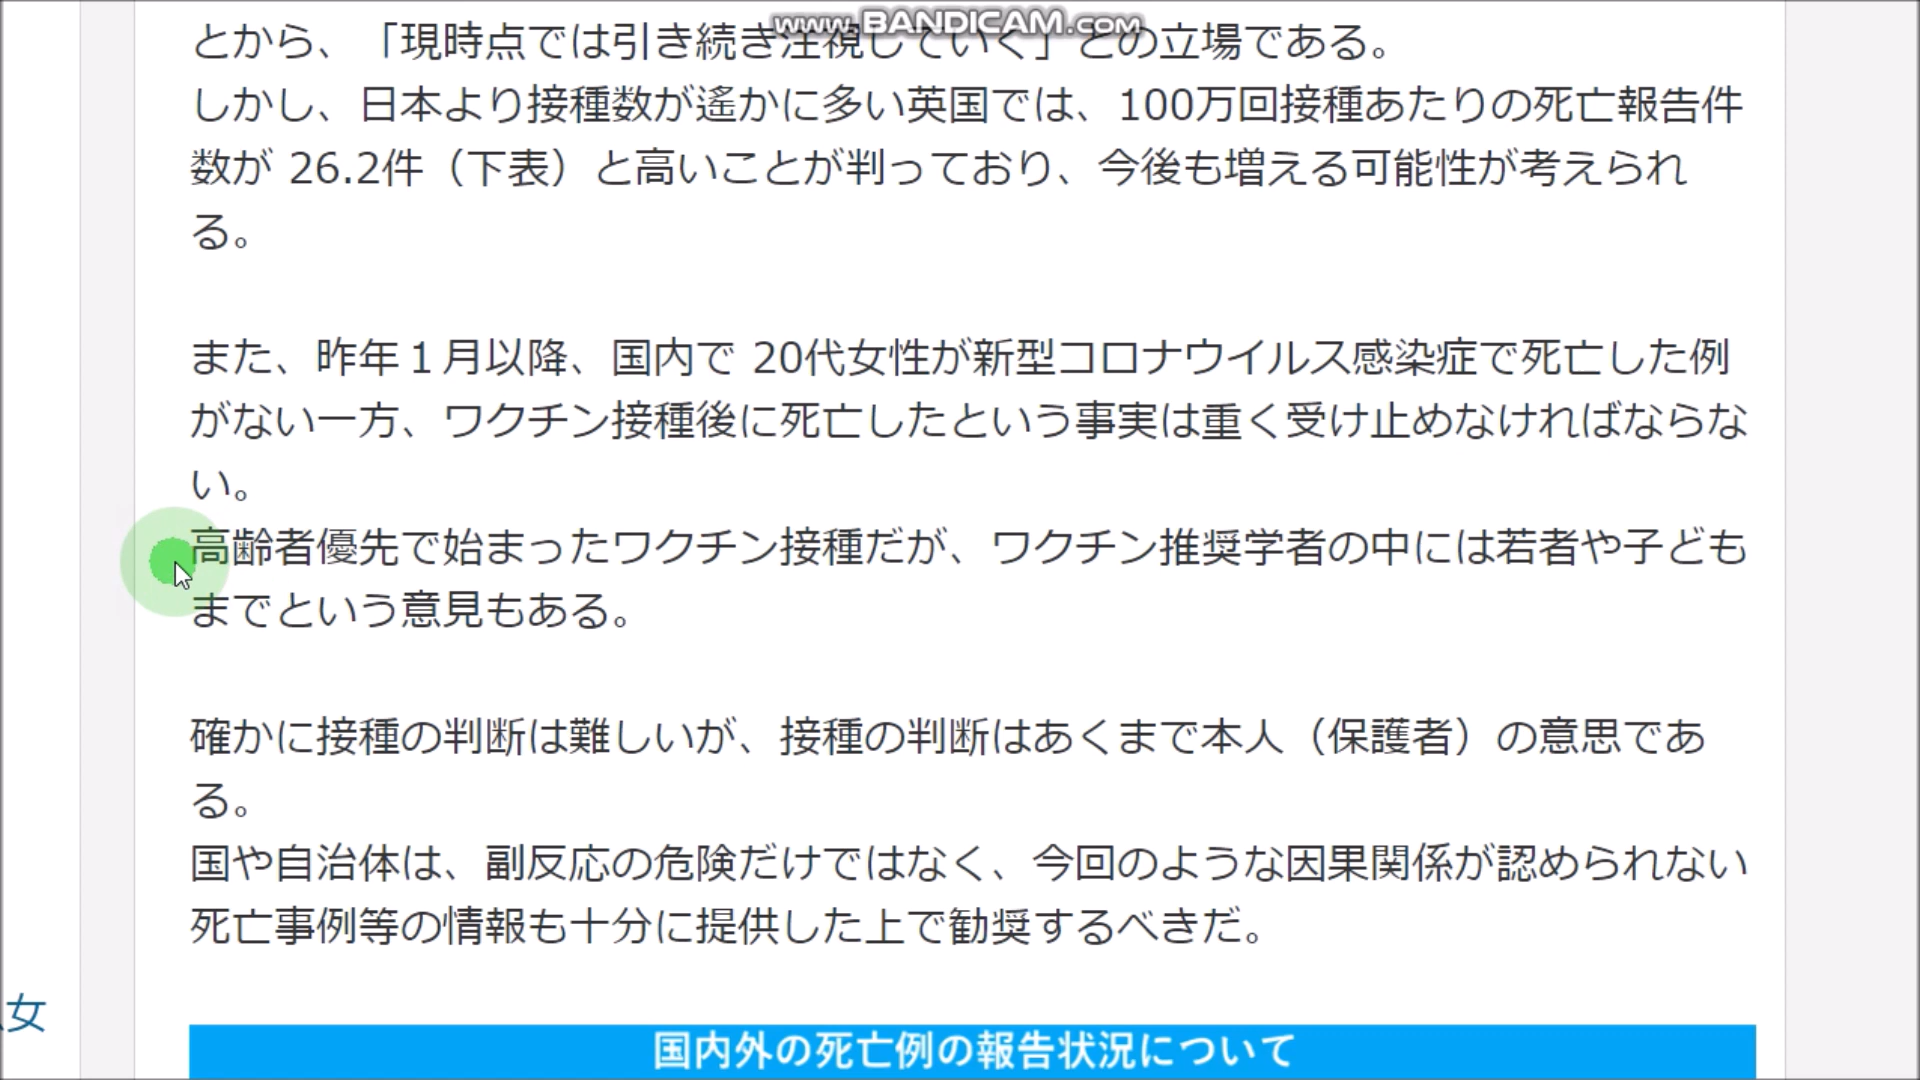 www.BANDICAM.com
とから、「現時点では引き続き注視していく」との立場である。
しかし、日本より接種数が遙かに多い英国では、100万回接種あたりの死亡報告件
数が 26.2件（下表）と高いことが判っており、今後も増える可能性が考えられ
る。
また、昨年１月以降、国内で 20代女性が新型コロナウイルス感染症で死亡した例
がない一方、ワクチン接種後に死亡したという事実は重く受け止めなければならな
い。
高齢者優先で始まったワクチン接種だが、ワクチン推奨学者の中には若者や子ども
までという意見もある。
確かに接種の判断は難しいが、接種の判断はあくまで本人（保護者）の意思であ
る。
国や自治体は、副反応の危険だけではなく、今回のような因果関係が認められない
死亡事例等の情報も十分に提供した上で勧奨するべきだ。
女
国内外の死亡例の報告状況について